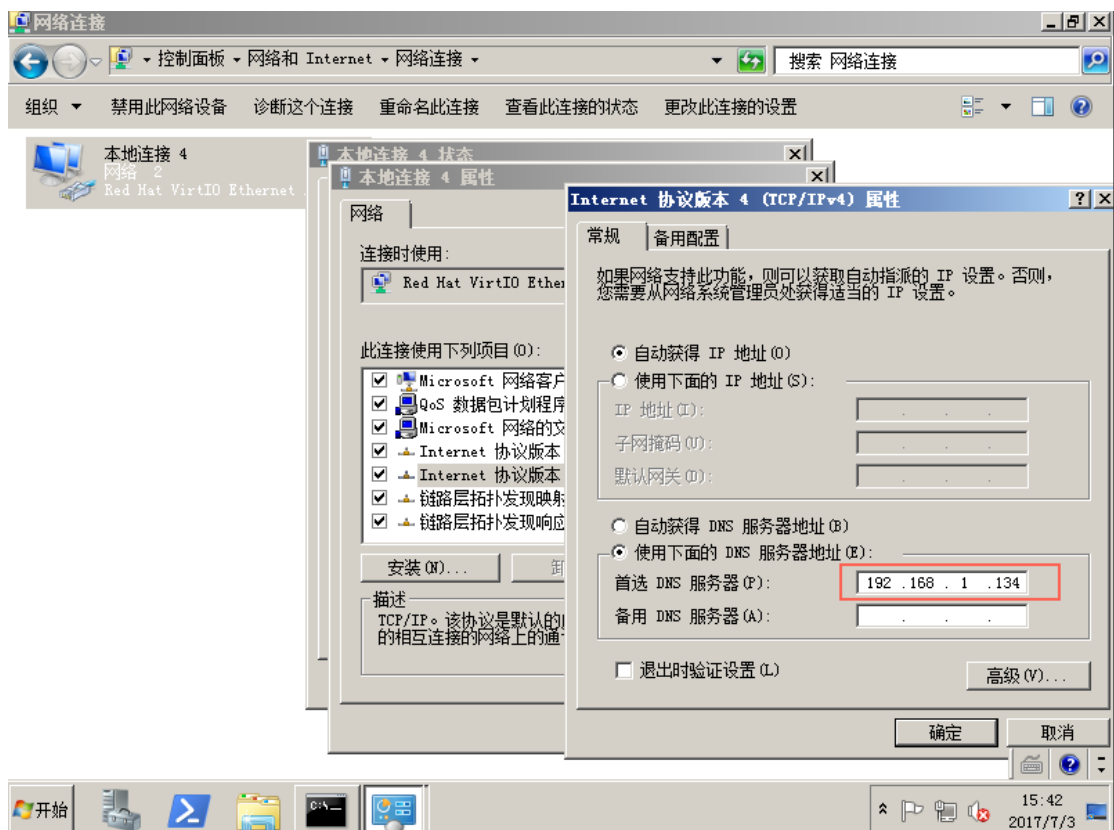 网络连接
控制面板 网络和 Internet 网络连接
搜索 网络连接
组织 禁用此网络设备 诊断这个连接 重命名此连接 查看此连接的状态 更改此连接的设置
本地连接 4
网络 2
Red Hat VirtIO Ethernet
本地连接 4 状态
本地连接 4 属性
网络
连接时使用:
Red Hat VirtIO Ether
此连接使用下列项目(O):
Microsoft 网络客户
QoS 数据包计划程序
Microsoft 网络的文
Internet 协议版本
Internet 协议版本
链路层拓扑发现映射
链路层拓扑发现响应
安装(N)...
卸
描述
TCP/IP。该协议是默认的
的相互连接的网络上的通
Internet 协议版本 4 (TCP/IPv4) 属性
常规 备用配置
如果网络支持此功能,则可以获取自动指派的 IP 设置。否则,
您需要从网络系统管理员处获得适当的 IP 设置。
自动获得 IP 地址(O)
使用下面的 IP 地址(S):
IP 地址(I):
子网掩码(U):
默认网关(D):
自动获得 DNS 服务器地址(B)
使用下面的 DNS 服务器地址(E):
首选 DNS 服务器(P): 192 .168 . 1 .134
备用 DNS 服务器(A):
退出时验证设置(L)
高级(V)...
确定 取消
开始
C:\
15:42
2017/7/3